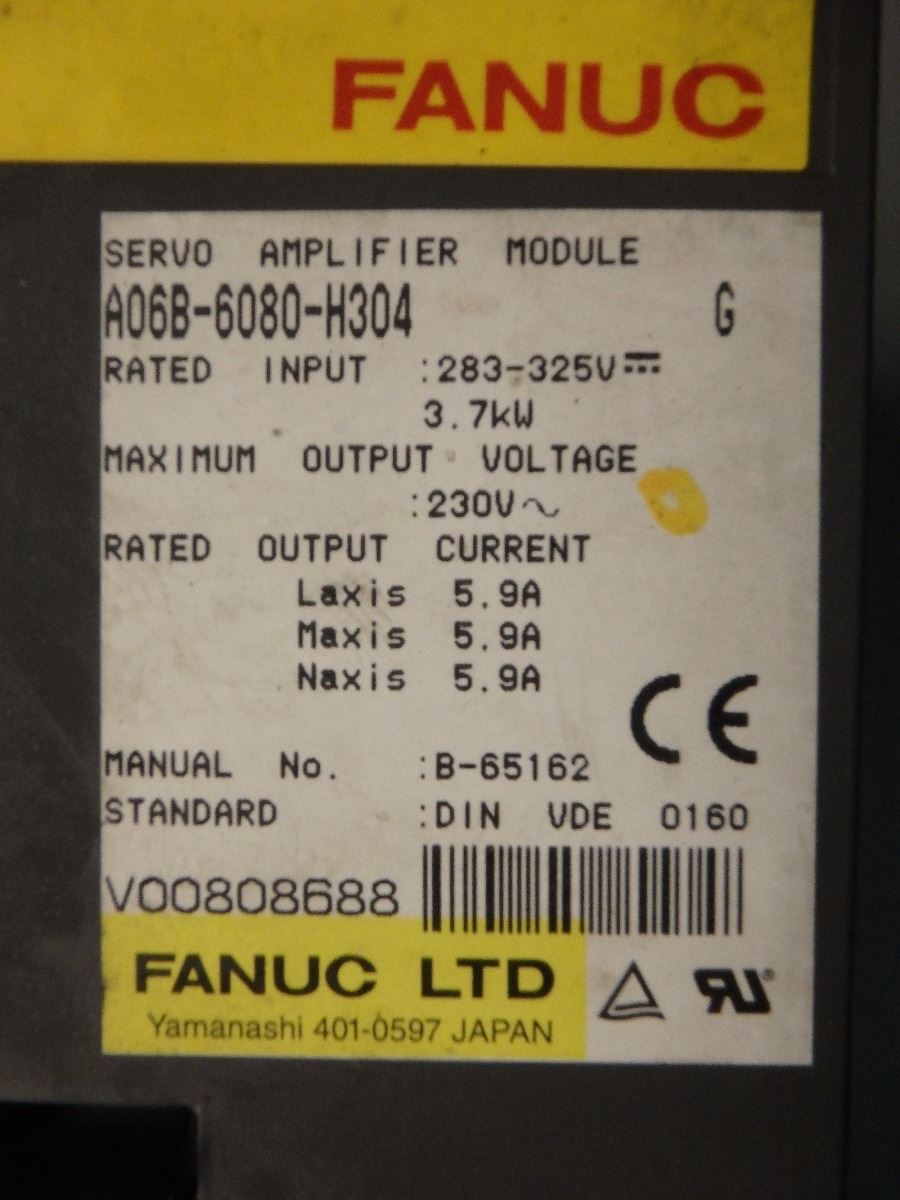 FANUC
SERVO AMPLIFIER MODULE
A06B-6080-H304 G
RATED INPUT :283-325V⎓
3.7kW
MAXIMUM OUTPUT VOLTAGE
:230V~
RATED OUTPUT CURRENT
Laxis 5.9A
Maxis 5.9A
Naxis 5.9A
CE
MANUAL No. :B-65162
STANDARD :DIN VDE 0160
V00808688
FANUC LTD
Yamanashi 401-0597 JAPAN
RU